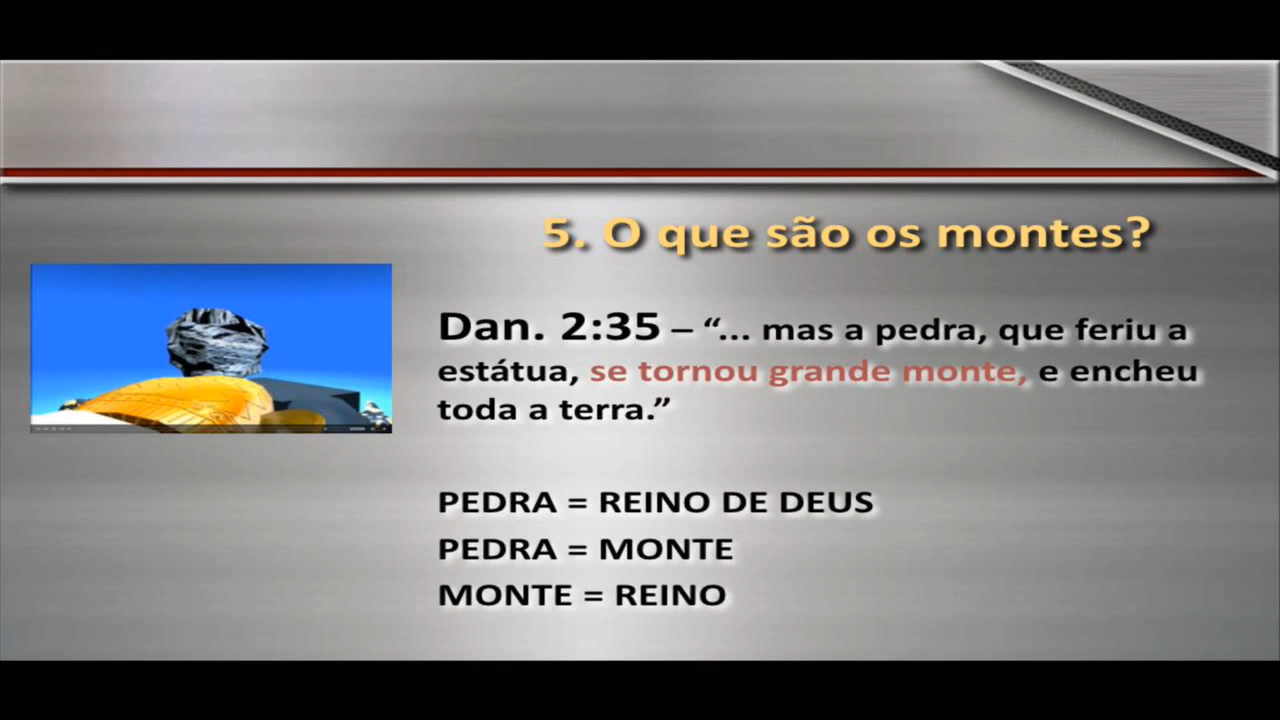 5. O que são os montes?
Dan. 2:35 – “... mas a pedra, que feriu a
estátua, se tornou grande monte, e encheu
toda a terra.”
PEDRA = REINO DE DEUS
PEDRA = MONTE
MONTE = REINO